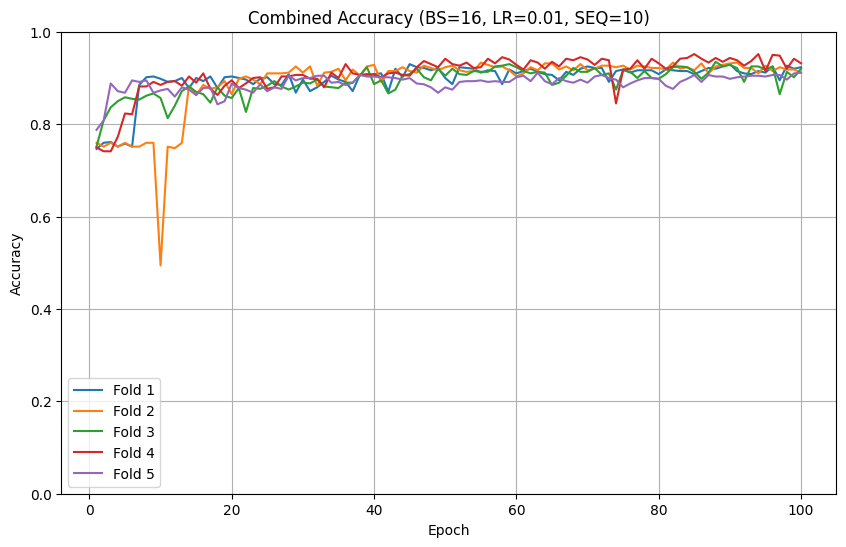 Combined Accuracy (BS=16, LR=0.01, SEQ=10)
1.0
0.8
0.6
0.4
0.2
0.0
Accuracy
Fold 1
Fold 2
Fold 3
Fold 4
Fold 5
0 20 40 60 80 100
Epoch